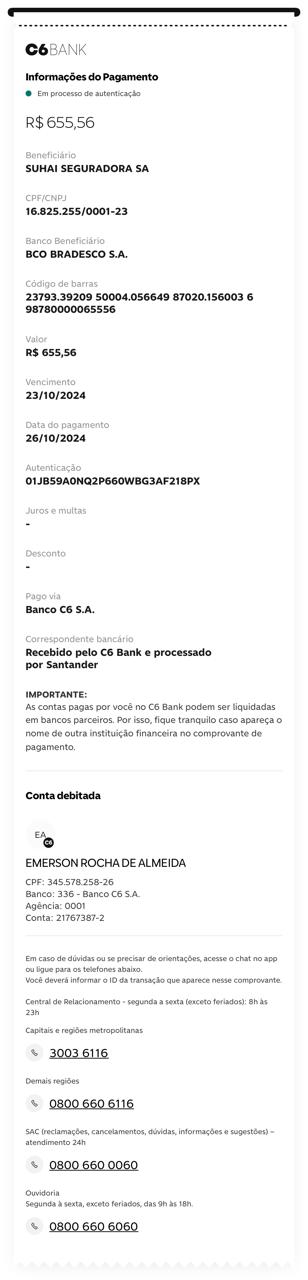 C6BANK
Informações do Pagamento
Em processo de autenticação
R$ 655,56
Beneficiário
SUHAI SEGURADORA SA
CPF/CNPJ
16.825.255/0001-23
Banco Beneficiário
BCO BRADESCO S.A.
Código de barras
23793.39209 50004.056649 87020.156003 6
98780000065556
Valor
R$ 655,56
Vencimento
23/10/2024
Data do pagamento
26/10/2024
Autenticação
01JB59A0NQ2P660WBG3AF218PX
Juros e multas
-
Desconto
-
Pago via
Banco C6 S.A.
Correspondente bancário
Recebido pelo C6 Bank e processado
por Santander
IMPORTANTE:
As contas pagas por você no C6 Bank podem ser liquidadas
em bancos parceiros. Por isso, fique tranquilo caso apareça o
nome de outra instituição financeira no comprovante de
pagamento.
Conta debitada
EA
C6
EMERSON ROCHA DE ALMEIDA
CPF: 345.578.258-26
Banco: 336 - Banco C6 S.A.
Agência: 0001
Conta: 21767387-2
Em caso de dúvidas ou se precisar de orientações, acesse o chat no app
ou ligue para os telefones abaixo.
Você deverá informar o ID da transação que aparece nesse comprovante.
Central de Relacionamento - segunda a sexta (exceto feriados): 8h às
23h
Capitais e regiões metropolitanas
3003 6116
Demais regiões
0800 660 6116
SAC (reclamações, cancelamentos, dúvidas, informações e sugestões) –
atendimento 24h
0800 660 0060
Ouvidoria
Segunda à sexta, exceto feriados, das 9h às 18h.
0800 660 6060